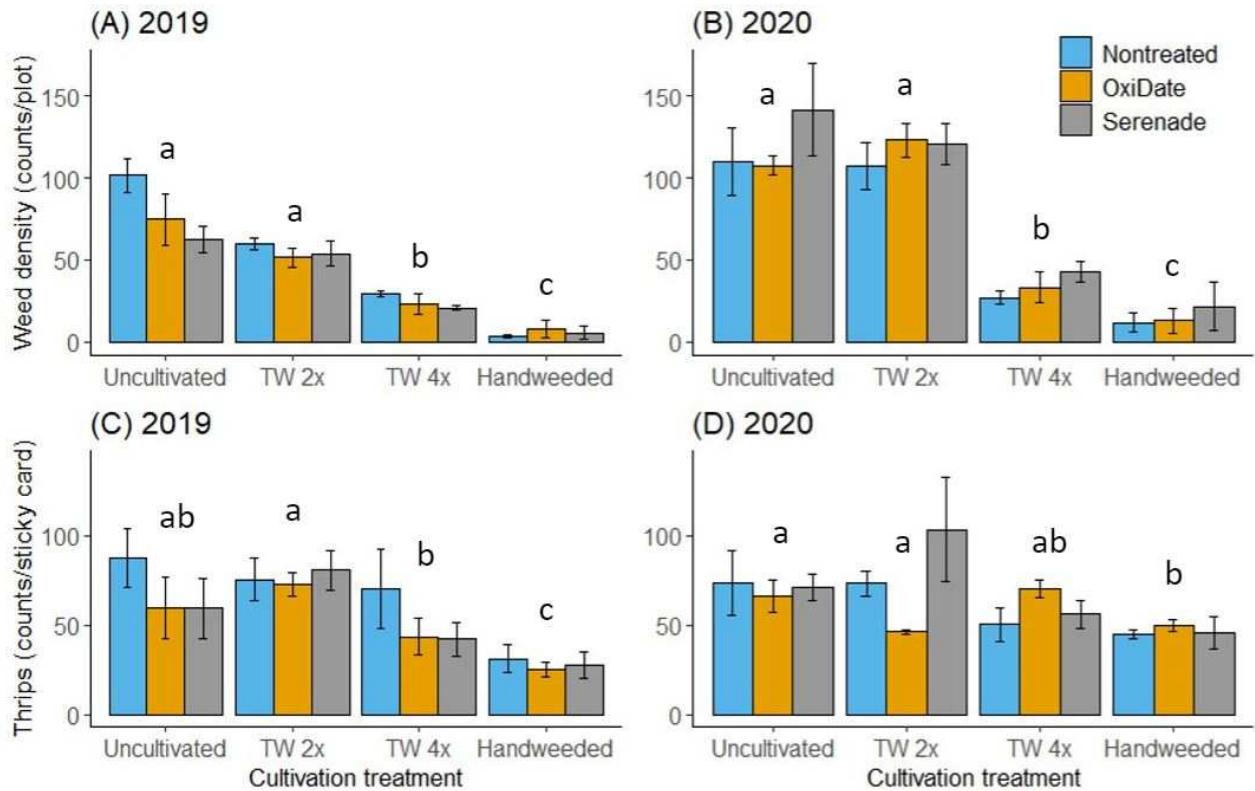 (A) 2019
Weed density (counts/plot)
150
100
50
0
a
a
b
c
Uncultivated TW 2x TW 4x Handweeded
(B) 2020
Nontreated
OxiDate
Serenade
150
100
50
0
a
a
b
c
Uncultivated TW 2x TW 4x Handweeded
(C) 2019
Thrips (counts/sticky card)
100
50
0
ab
a
b
c
Uncultivated TW 2x TW 4x Handweeded
Cultivation treatment
(D) 2020
100
50
0
a
a
ab
b
Uncultivated TW 2x TW 4x Handweeded
Cultivation treatment